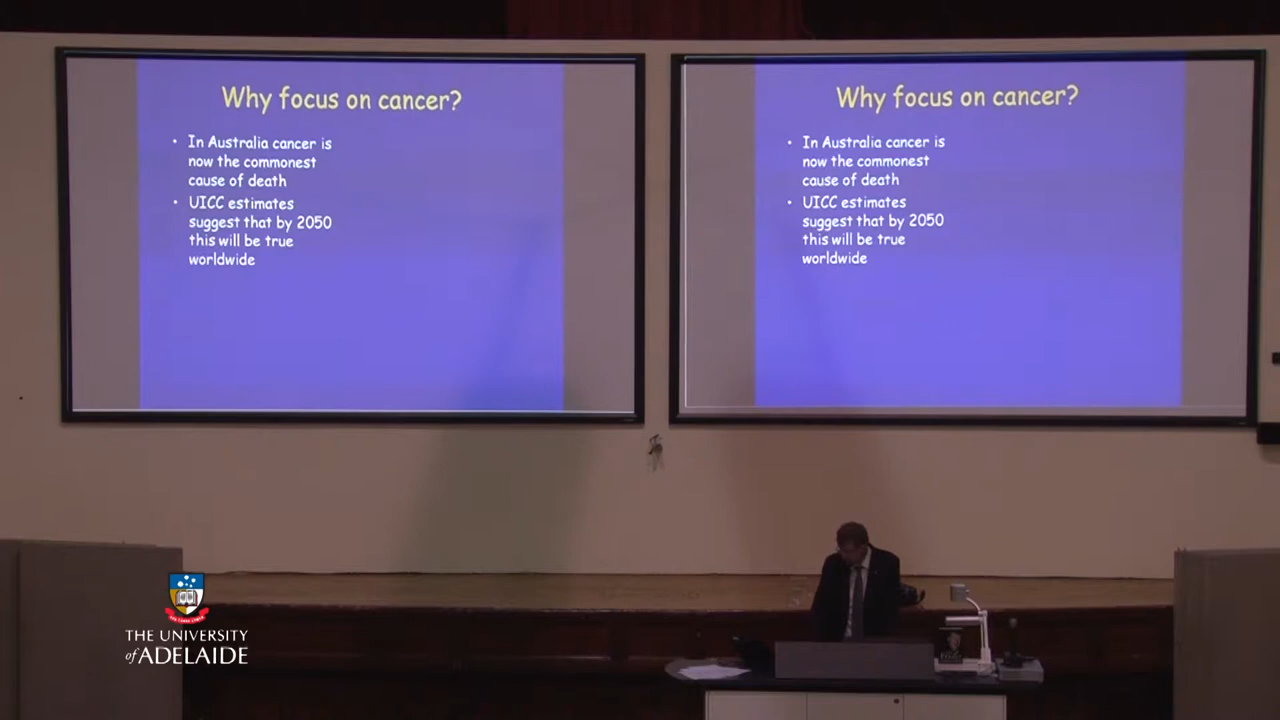 Why focus on cancer?
• In Australia cancer is
now the commonest
cause of death
• UICC estimates
suggest that by 2050
this will be true
worldwide
Why focus on cancer?
• In Australia cancer is
now the commonest
cause of death
• UICC estimates
suggest that by 2050
this will be true
worldwide
THE UNIVERSITY
of ADELAIDE